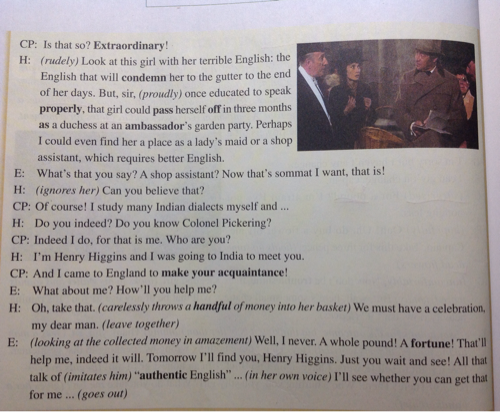 CP: Is that so? Extraordinary!
H: (rudely) Look at this girl with her terrible English: the
English that will condemn her to the gutter to the end
of her days. But, sir, (proudly) once educated to speak
properly, that girl could pass herself off in three months
as a duchess at an ambassador's garden party. Perhaps
I could even find her a place as a lady's maid or a shop
assistant, which requires better English.
E: What's that you say? A shop assistant? Now that's sommat I want, that is!
H: (ignores her) Can you believe that?
CP: Of course! I study many Indian dialects myself and ...
H: Do you indeed? Do you know Colonel Pickering?
CP: Indeed I do, for that is me. Who are you?
H: I'm Henry Higgins and I was going to India to meet you.
CP: And I came to England to make your acquaintance!
E: What about me? How'll you help me?
H: Oh, take that. (carelessly throws a handful of money into her basket) We must have a celebration,
my dear man. (leave together)
E: (looking at the collected money in amazement) Well, I never. A whole pound! A fortune! That'll
help me, indeed it will. Tomorrow I'll find you, Henry Higgins. Just you wait and see! All that
talk of (imitates him) "authentic English" ... (in her own voice) I'll see whether you can get that
for me ... (goes out)